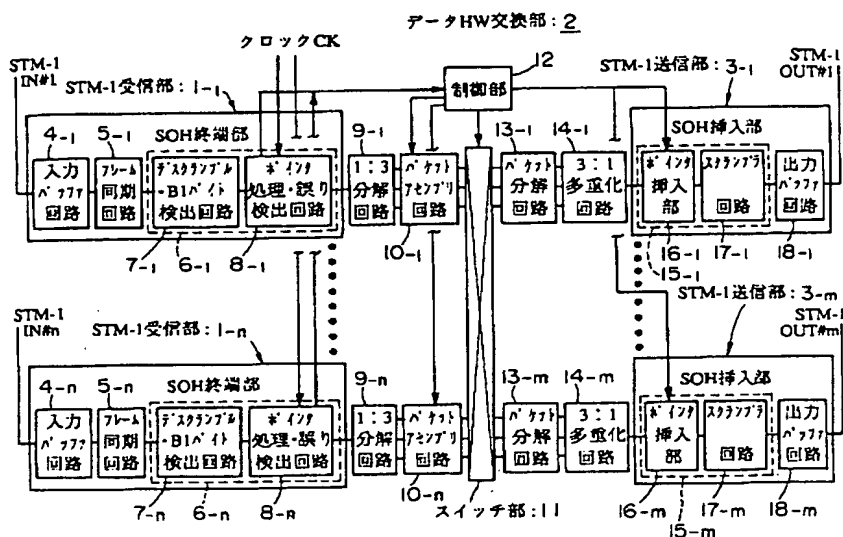 データHW交換部:2
クロックCK
12
制御部
STM-1
IN#1
STM-1受信部:1-1
STM-1送信部:3-1
STM-1
OUT#1
4-1
5-1
SOH終端部
9-1
13-1
14-1
SOH挿入部
入力
バッファ
回路
フレーム
同期
回路
デスクランブル
・B1バイト
検出回路
ポインタ
処理・誤り
検出回路
1:3
分解
回路
パケット
アセンブリ
回路
パケット
分解
回路
3:1
多重化
回路
ポインタ
挿入
部
スクランブラ
回路
出力
バッファ
回路
7-1
6-1
8-1
10-1
16-1
15-1
17-1
18-1
STM-1
IN#n
STM-1受信部:1-n
STM-1送信部:3-m
STM-1
OUT#m
4-n
5-n
SOH終端部
9-n
13-m
14-m
SOH挿入部
入力
バッファ
回路
フレーム
同期
回路
デスクランブル
・B1バイト
検出回路
ポインタ
処理・誤り
検出回路
1:3
分解
回路
パケット
アセンブリ
回路
パケット
分解
回路
3:1
多重化
回路
ポインタ
挿入
部
スクランブラ
回路
出力
バッファ
回路
7-n
6-n
8-n
10-n
スイッチ部:11
16-m
15-m
17-m
18-m